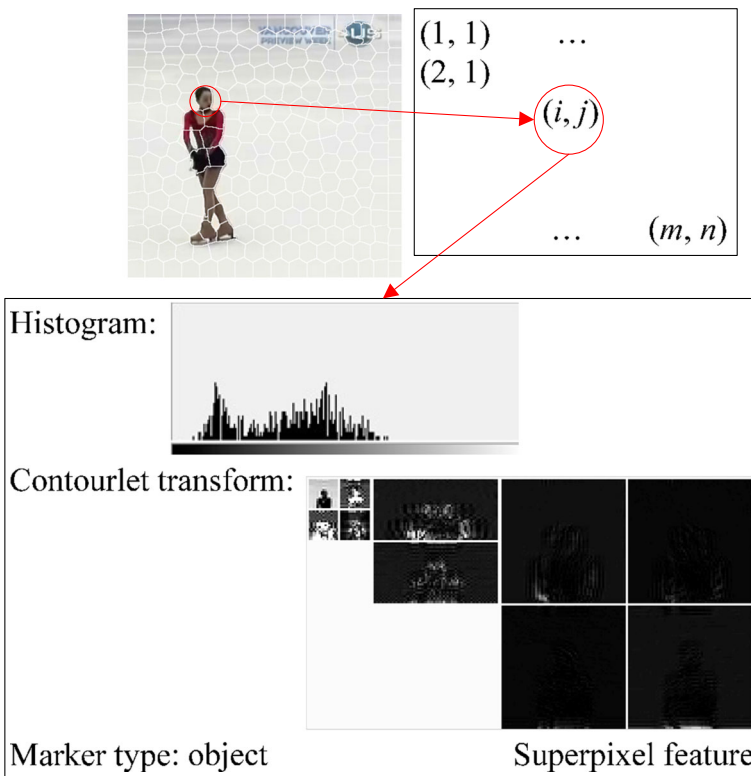 (1, 1) ...
(2, 1)
(i, j)
... (m, n)
Histogram:
Contourlet transform:
Marker type: object Superpixel feature